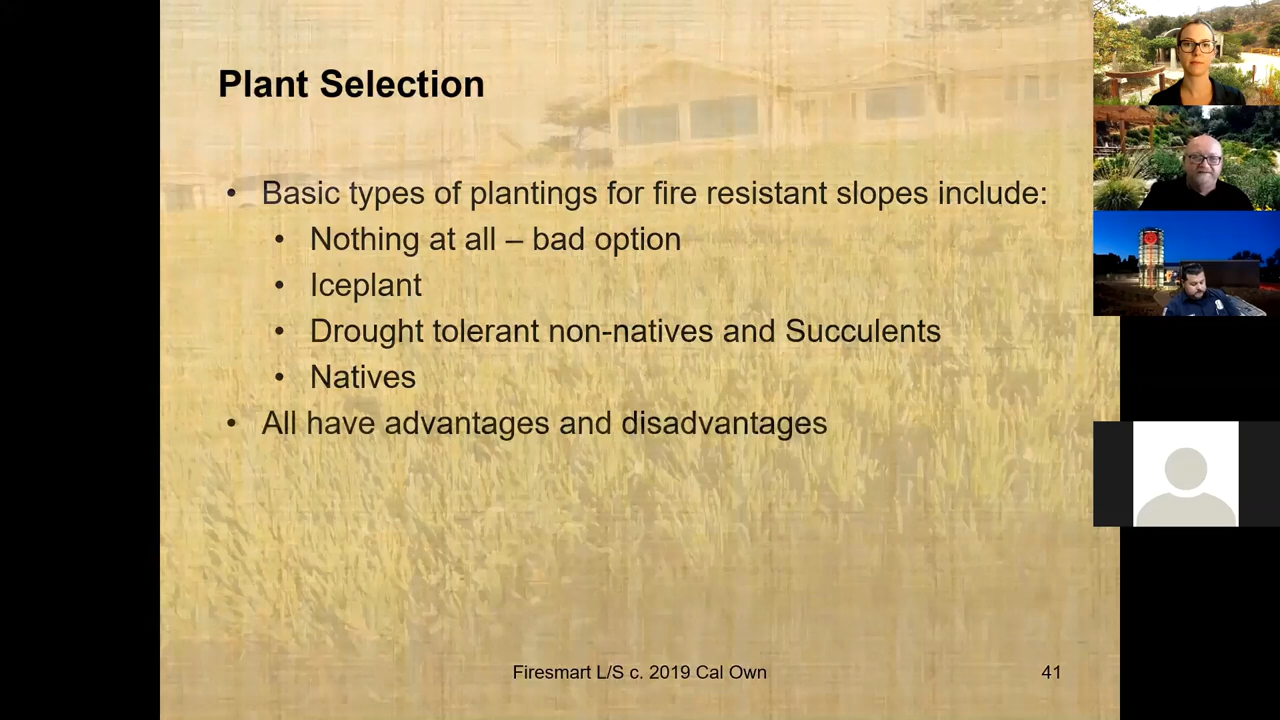 Plant Selection
• Basic types of plantings for fire resistant slopes include:
• Nothing at all – bad option
• Iceplant
• Drought tolerant non-natives and Succulents
• Natives
• All have advantages and disadvantages
Firesmart L/S c. 2019 Cal Own
41